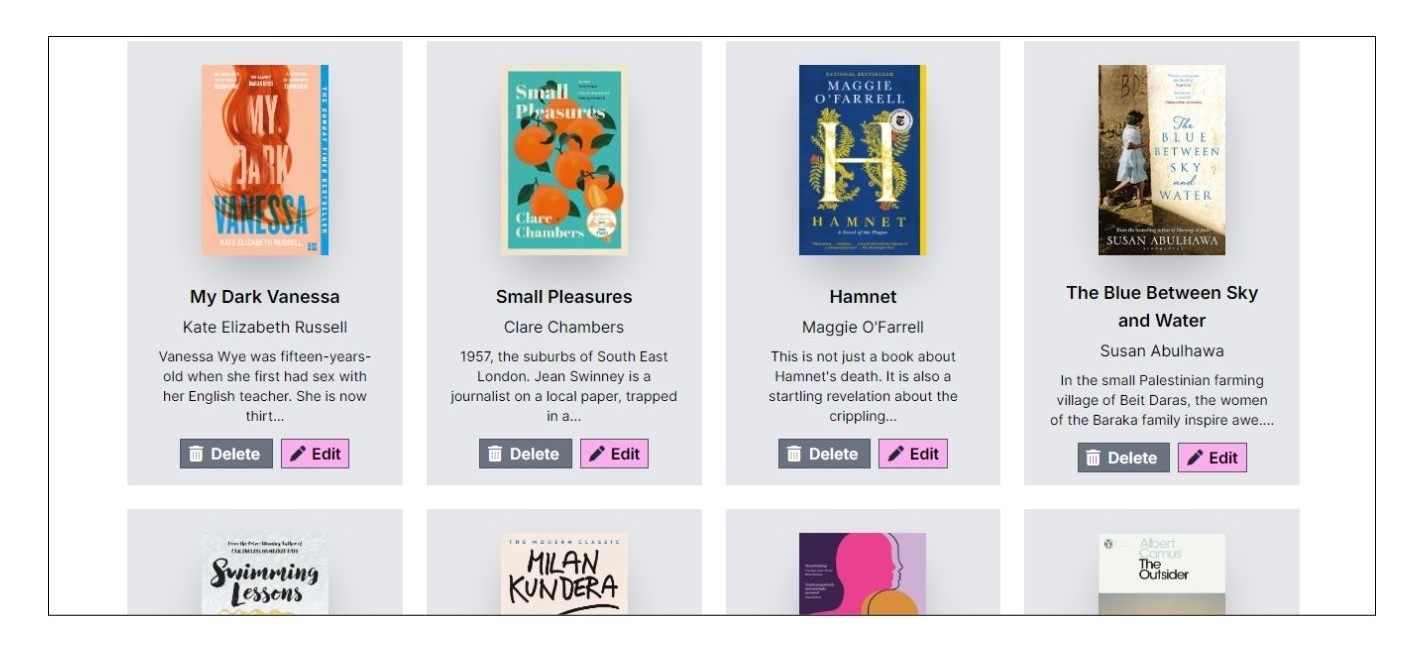 MY
DARK
VANESSA
KATE ELIZABETH RUSSELL
THE SUNDAY TIMES BESTSELLER
Small
Pleasures
Clare
Chambers
NATIONAL BESTSELLER
MAGGIE
O'FARRELL
H
HAMNET
A Novel of the Plague
The
BLUE
BETWEEN
SKY
and
WATER
SUSAN ABULHAWA
My Dark Vanessa
Kate Elizabeth Russell
Vanessa Wye was fifteen-years-
old when she first had sex with
her English teacher. She is now
thirt...
Delete
Edit
Small Pleasures
Clare Chambers
1957, the suburbs of South East
London. Jean Swinney is a
journalist on a local paper, trapped
in a...
Delete
Edit
Hamnet
Maggie O'Farrell
This is not just a book about
Hamnet's death. It is also a
startling revelation about the
crippling...
Delete
Edit
The Blue Between Sky
and Water
Susan Abulhawa
In the small Palestinian farming
village of Beit Daras, the women
of the Baraka family inspire awe....
Delete
Edit
From the Prize-Winning Author of
Swimming
Lessons
THE MODERN CLASSIC
MILAN
KUNDERA
Albert
Camus
The
Outsider